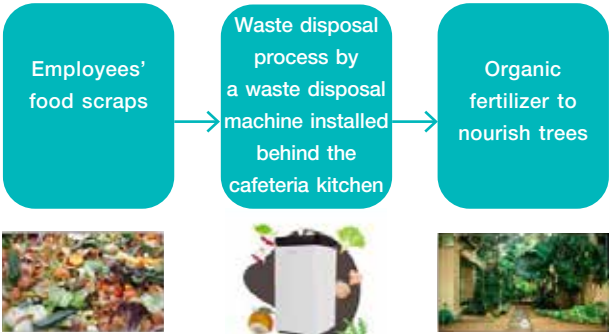 Employees’
food scraps
Waste disposal
process by
a waste disposal
machine installed
behind the
cafeteria kitchen
Organic
fertilizer to
nourish trees